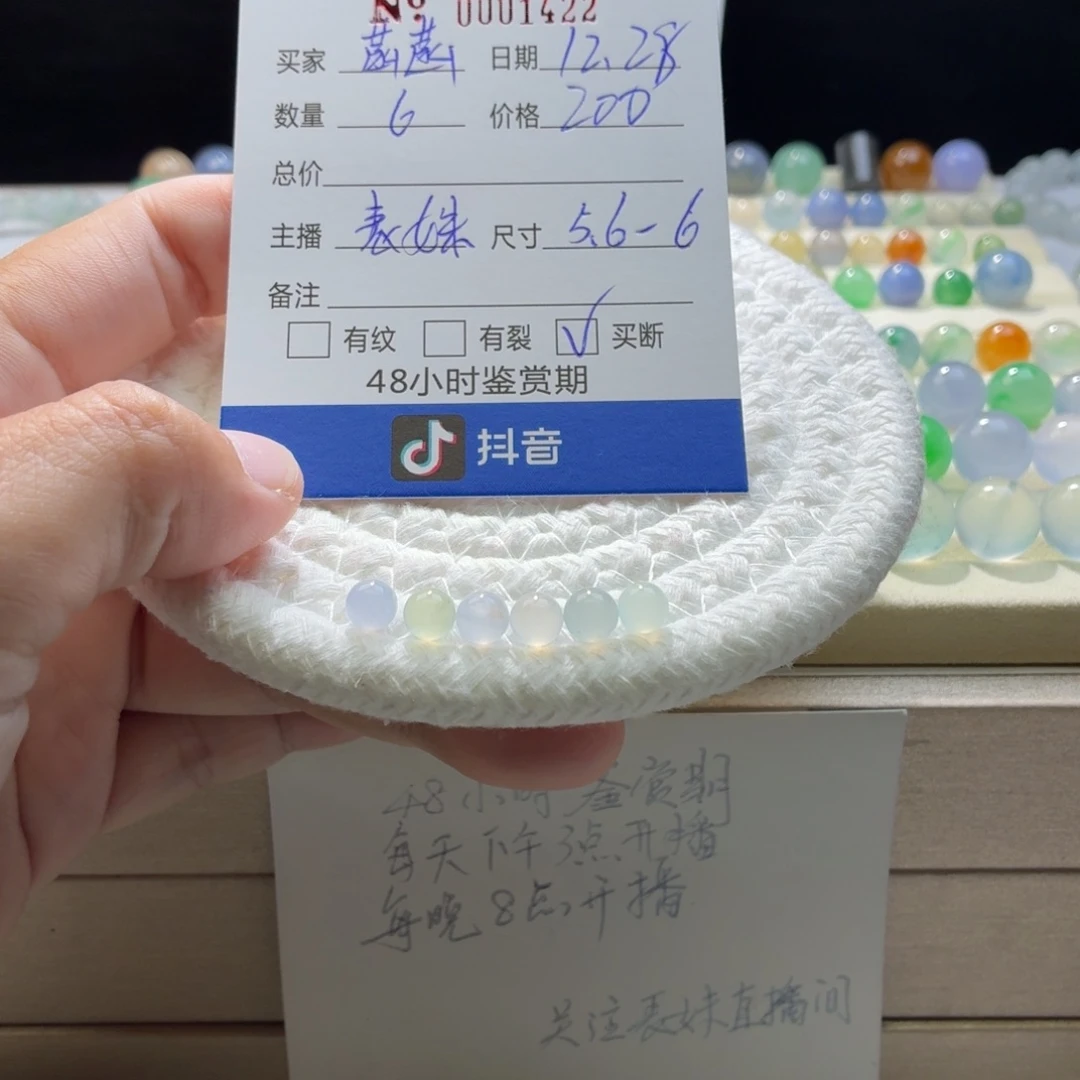 No 0001422
买家 日期 12.28
数量 6 价格 200
总价
主播 表妹 尺寸 5.6-6
备注
有纹 有裂 √ 买断
48小时鉴赏期
抖音
48小时鉴赏期
每天下午3点开播
每晚8点开播
关注表妹直播间